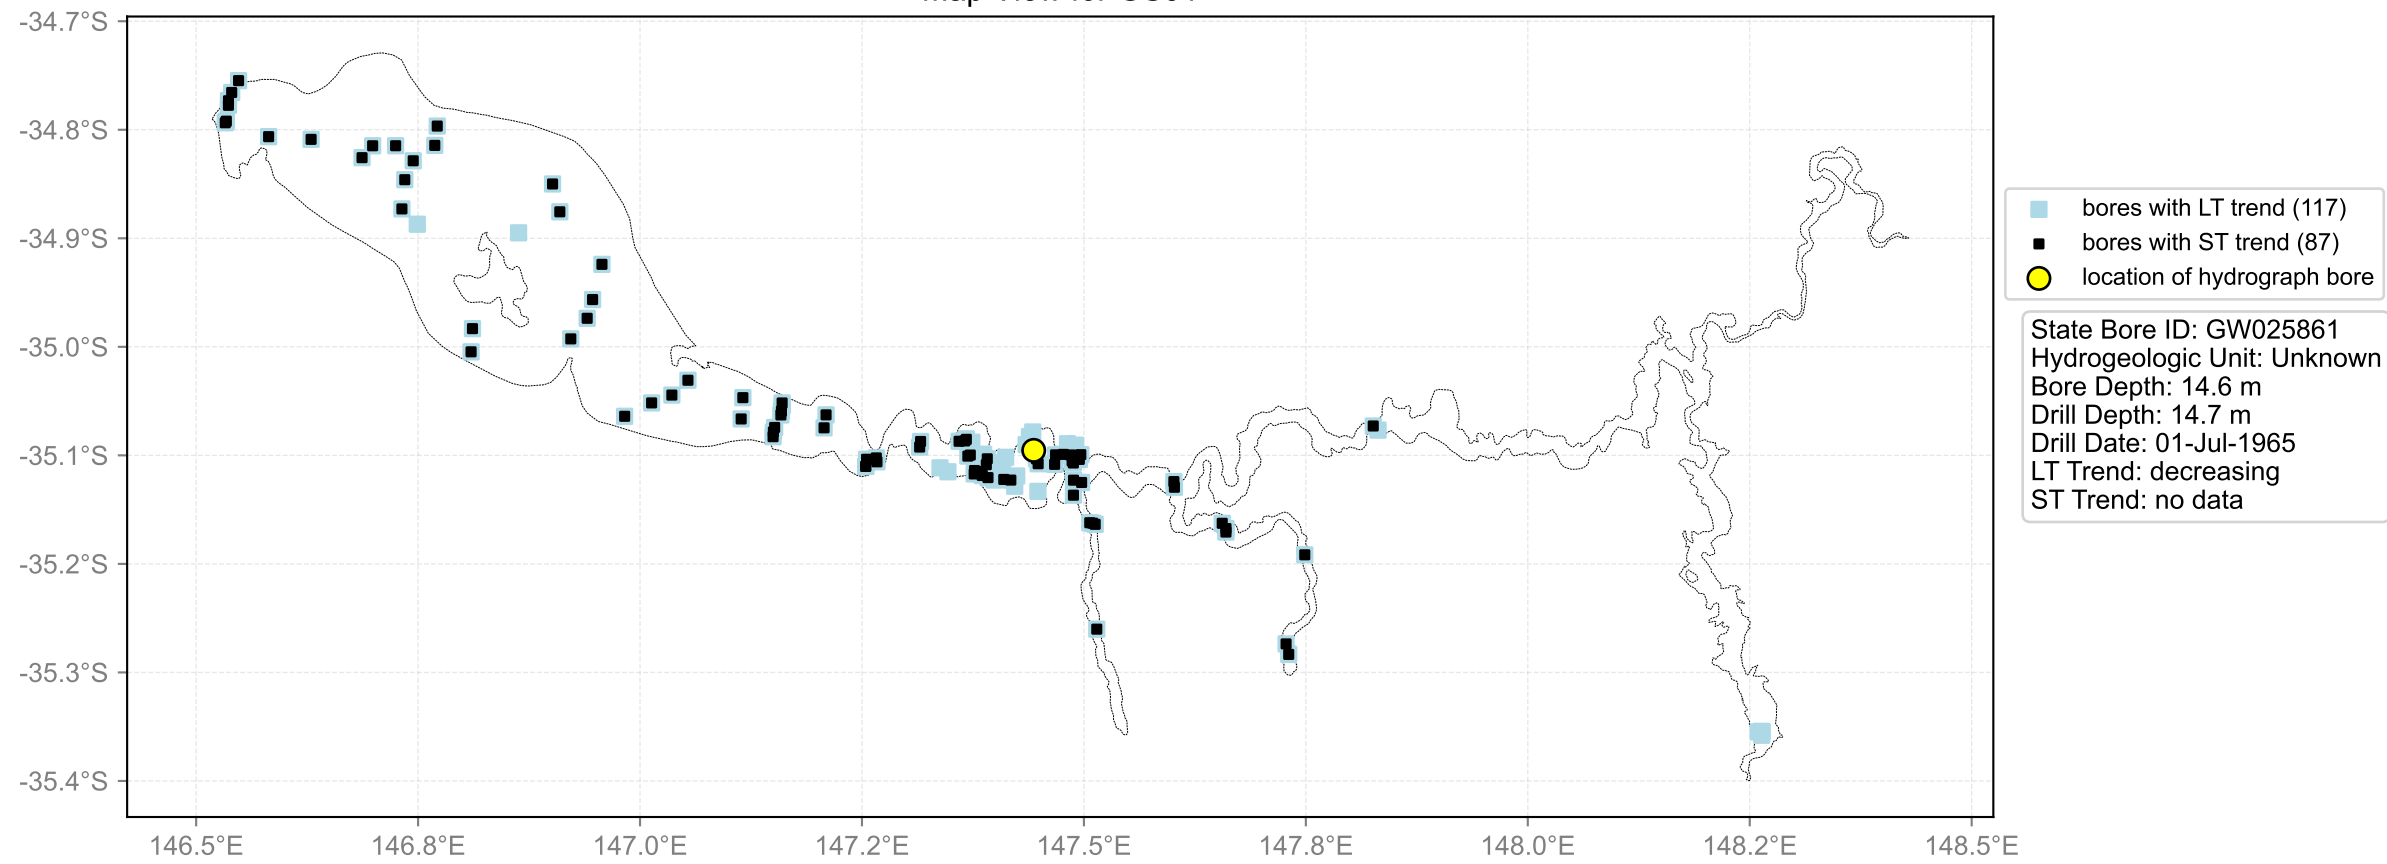 -34.7°S
-34.8°S
-34.9°S
-35.0°S
-35.1°S
-35.2°S
-35.3°S
-35.4°S
146.5°E 146.8°E 147.0°E 147.2°E 147.5°E 147.8°E 148.0°E 148.2°E 148.5°E
bores with LT trend (117)
bores with ST trend (87)
location of hydrograph bore
State Bore ID: GW025861
Hydrogeologic Unit: Unknown
Bore Depth: 14.6 m
Drill Depth: 14.7 m
Drill Date: 01-Jul-1965
LT Trend: decreasing
ST Trend: no data